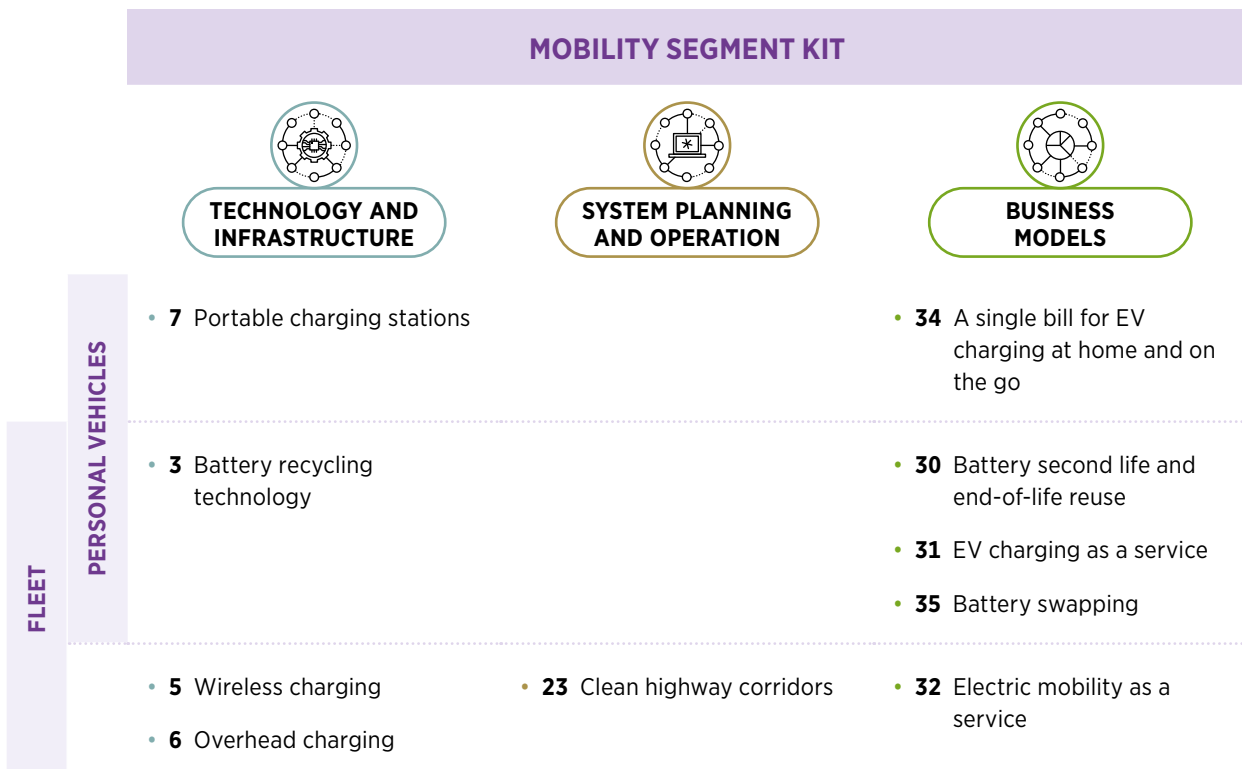 MOBILITY SEGMENT KIT
TECHNOLOGY AND
INFRASTRUCTURE
SYSTEM PLANNING
AND OPERATION
BUSINESS
MODELS
PERSONAL VEHICLES
FLEET
• 7 Portable charging stations
• 34 A single bill for EV
charging at home and on
the go
• 3 Battery recycling
technology
• 30 Battery second life and
end-of-life reuse
• 31 EV charging as a service
• 35 Battery swapping
• 5 Wireless charging
• 6 Overhead charging
• 23 Clean highway corridors
• 32 Electric mobility as a
service